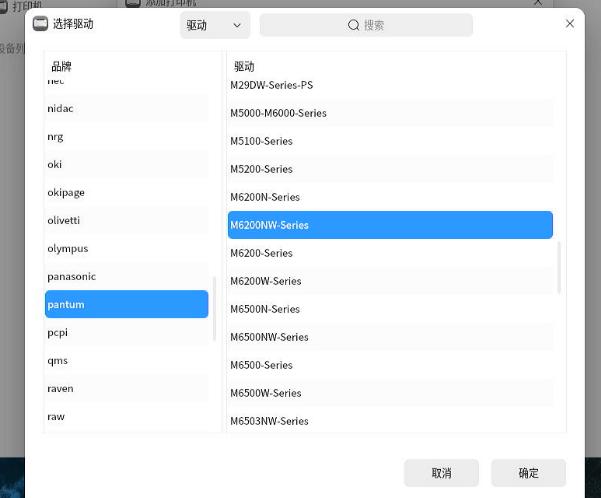 打印机
添加打印机
选择驱动
驱动
搜索
设备列
品牌
驱动
nec
M29DW-Series-PS
nidac
M5000-M6000-Series
nrg
M5100-Series
oki
M5200-Series
okipage
M6200N-Series
olivetti
M6200NW-Series
olympus
M6200-Series
panasonic
M6200W-Series
pantum
M6500N-Series
pcpi
M6500NW-Series
qms
M6500-Series
raven
M6500W-Series
raw
M6503NW-Series
取消
确定